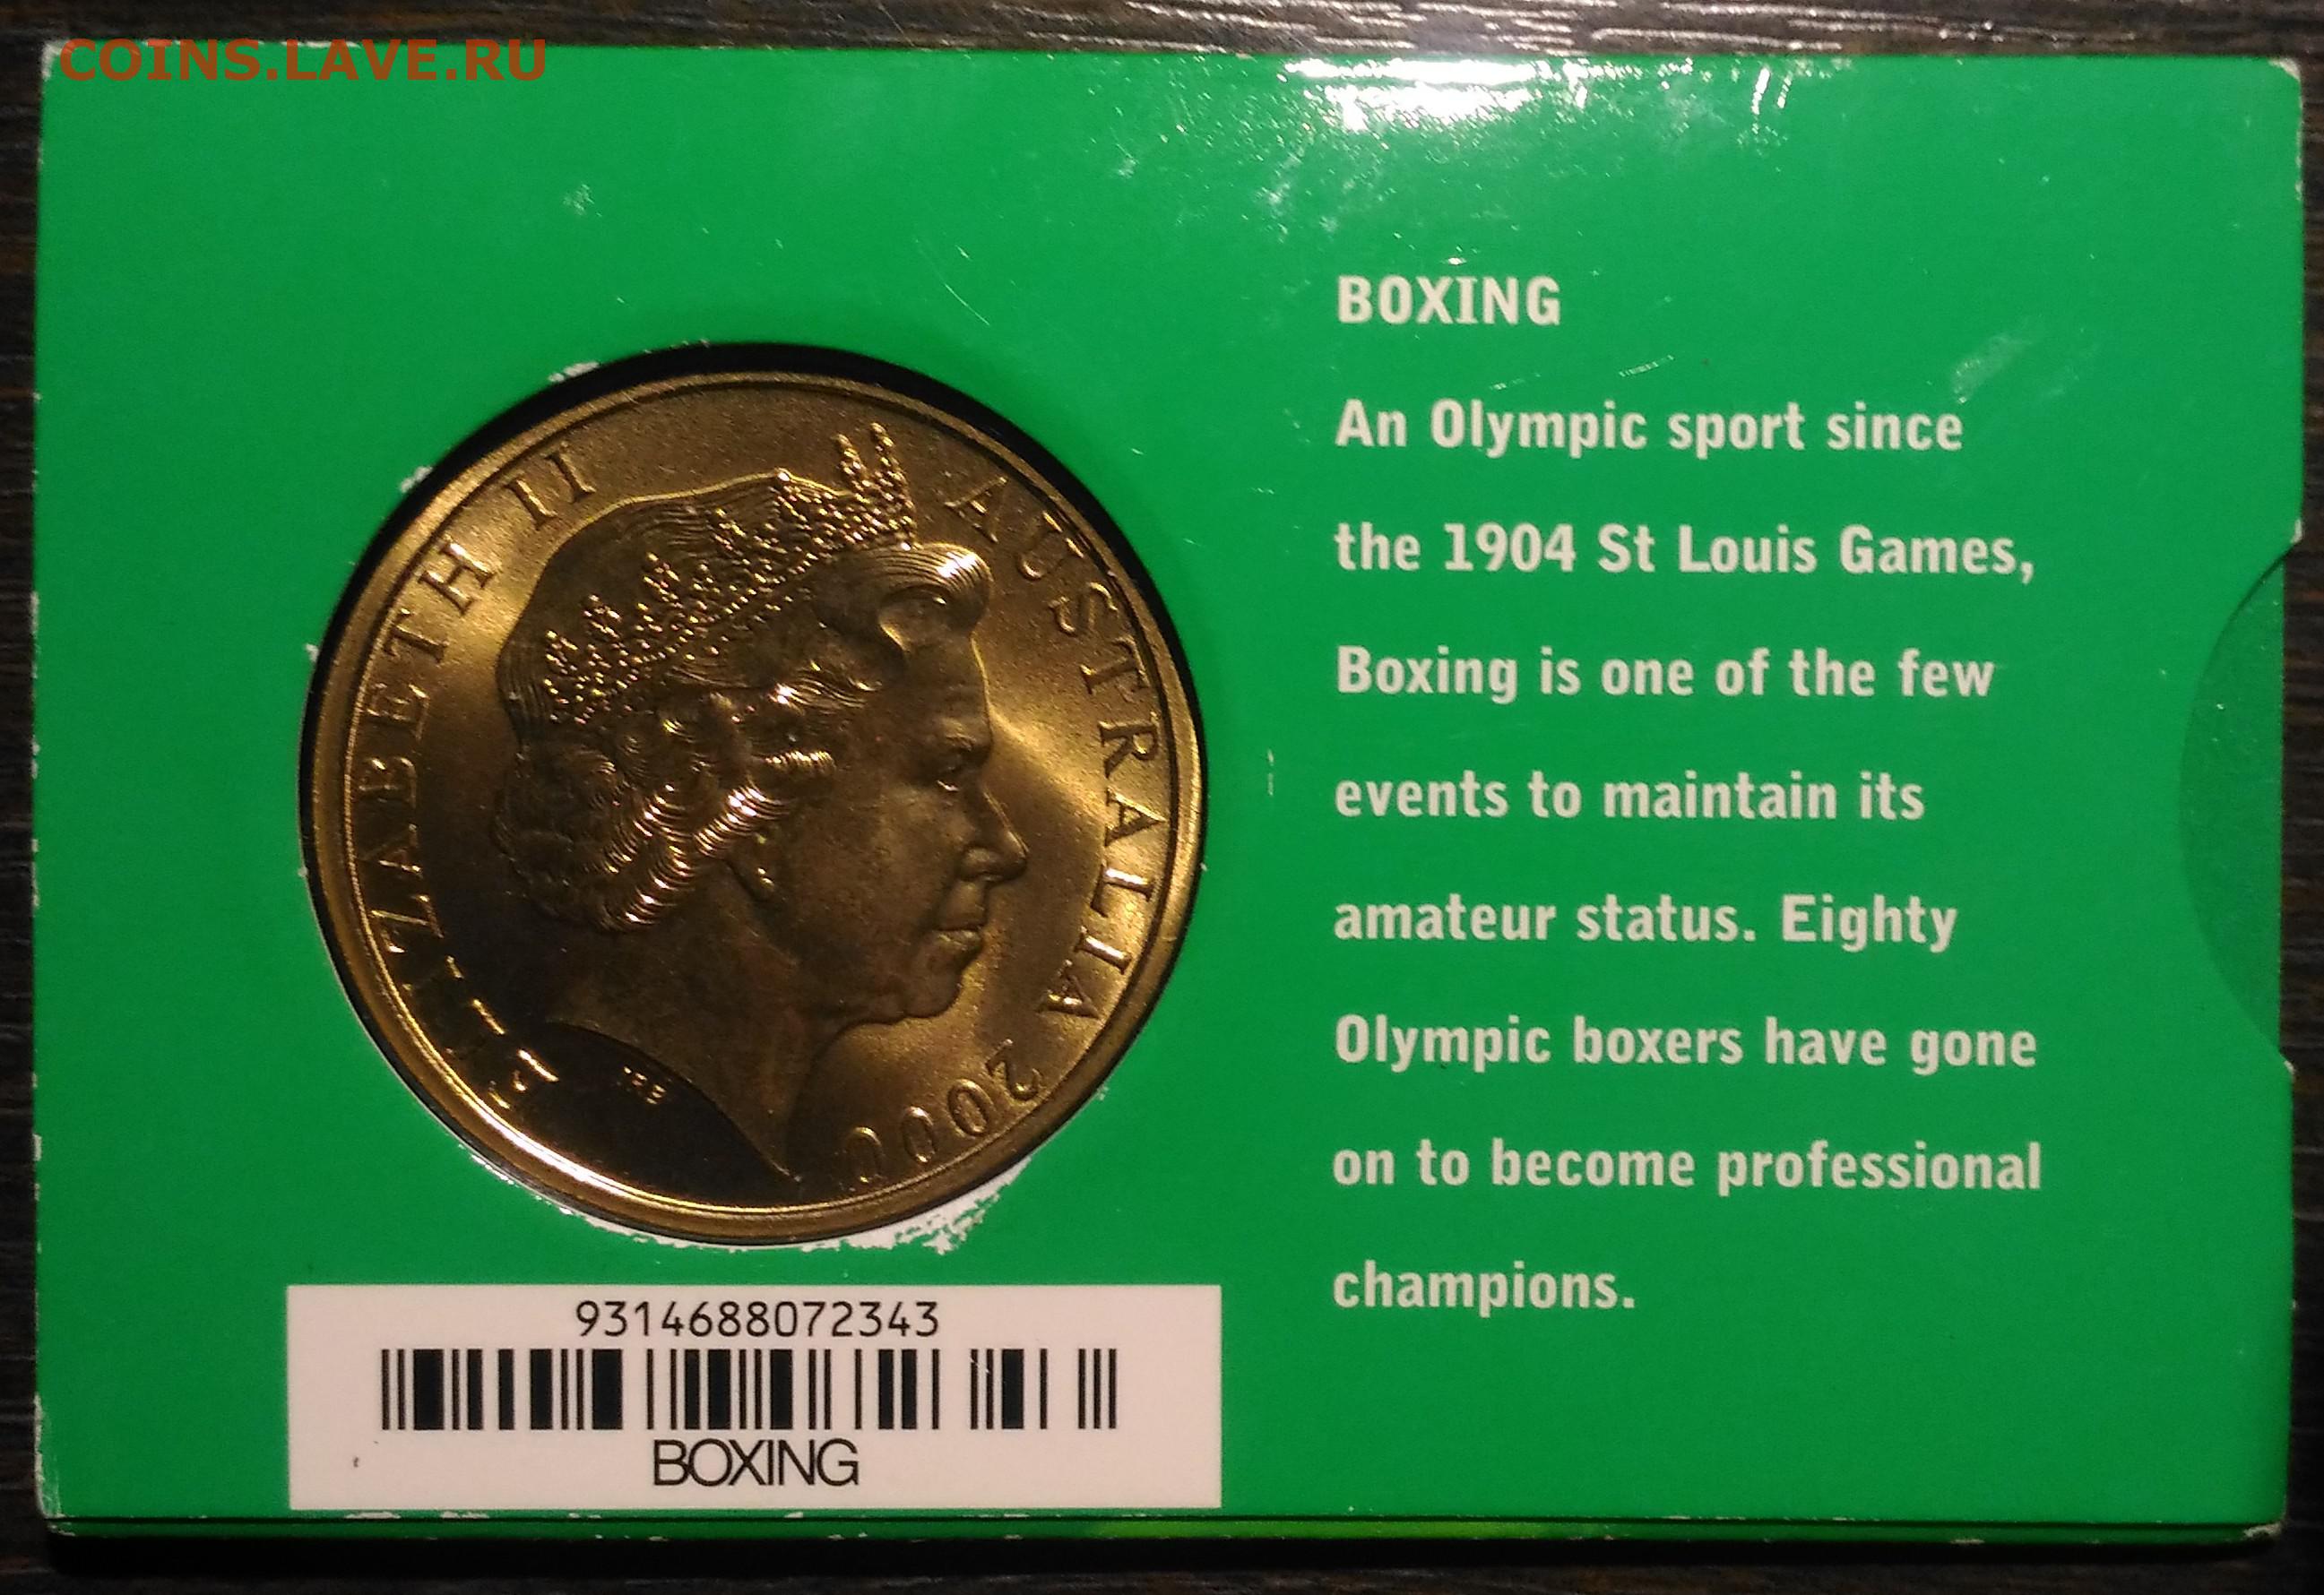 COINS.LAVE.RU
ELIZABETH II AUSTRALIA 2000
IRB
9314688072343
BOXING
BOXING
An Olympic sport since
the 1904 St Louis Games,
Boxing is one of the few
events to maintain its
amateur status. Eighty
Olympic boxers have gone
on to become professional
champions.